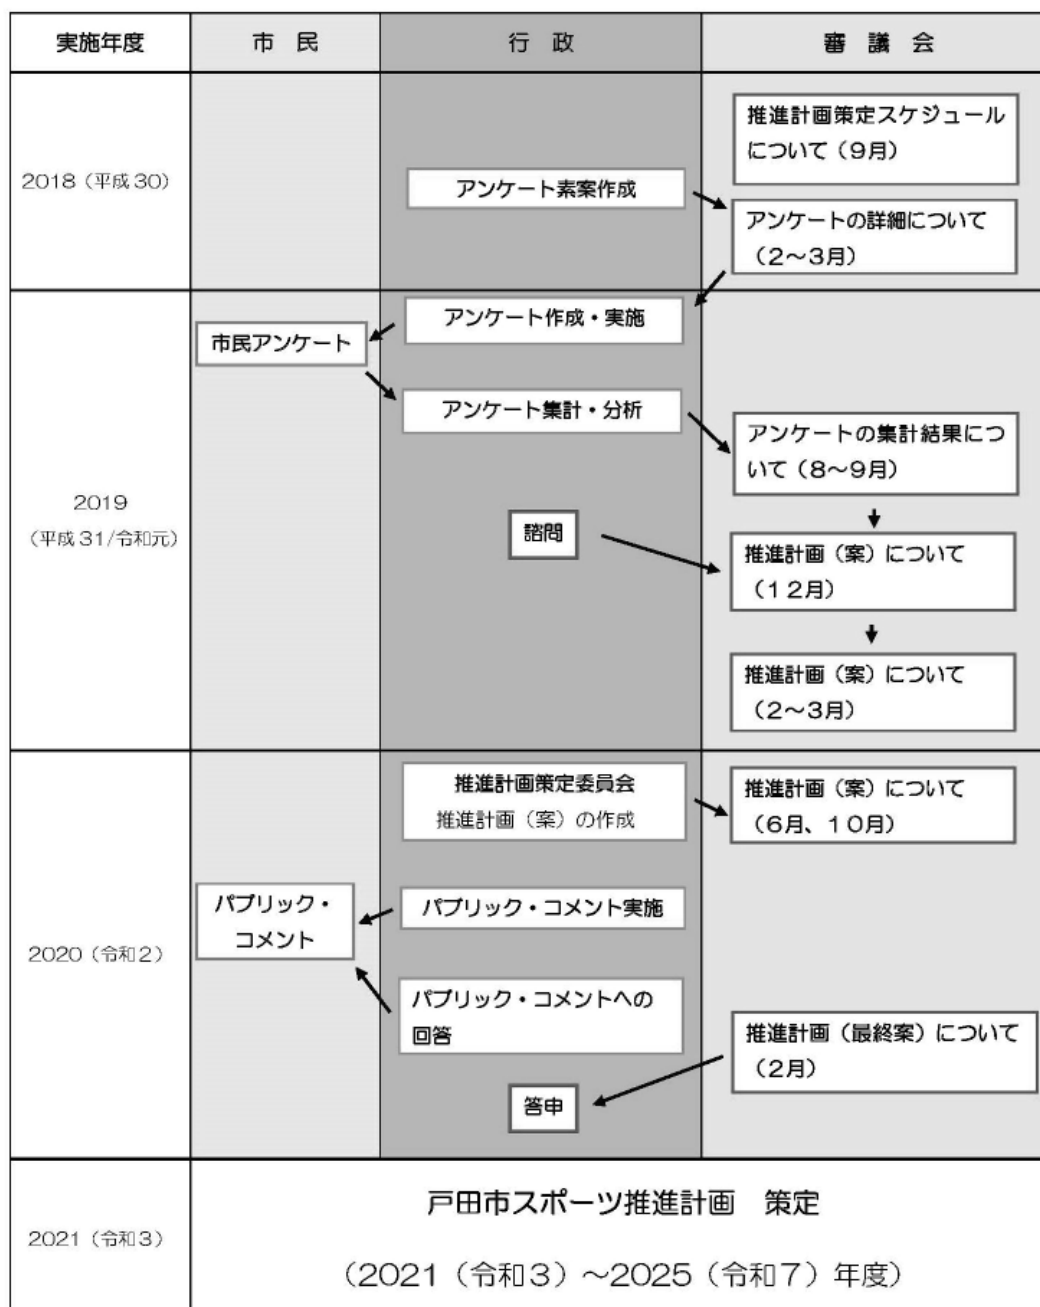 実施年度
市　民
行　政
審　議　会
2018（平成30）
アンケート素案作成
推進計画策定スケジュール
について（9月）
アンケートの詳細について
（2～3月）
2019
（平成31/令和元）
市民アンケート
アンケート作成・実施
アンケート集計・分析
諮問
アンケートの集計結果につ
いて（8～9月）
推進計画（案）について
（12月）
推進計画（案）について
（2～3月）
2020（令和2）
パブリック・
コメント
推進計画策定委員会
推進計画（案）の作成
パブリック・コメント実施
パブリック・コメントへの
回答
答申
推進計画（案）について
（6月、10月）
推進計画（最終案）について
（2月）
2021（令和3）
戸田市スポーツ推進計画　策定
（2021（令和3）～2025（令和7）年度）